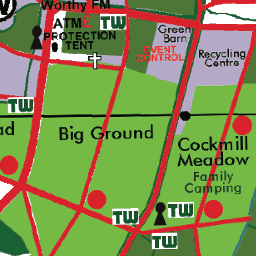 Worthy FM
ATM
PROTECTION
TENT
TW
Green
Barn
EVENT
CONTROL
Recycling
Centre
TW
ad
Big Ground
Cockmill
Meadow
Family
Camping
TW
TW
TW